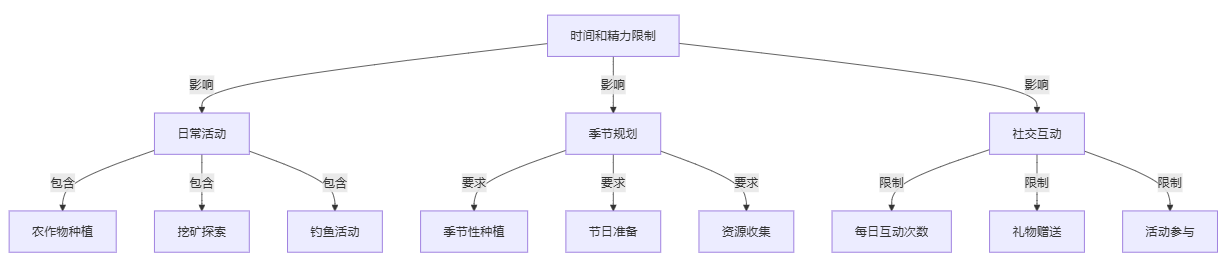 时间和精力限制
影响
影响
影响
日常活动
季节规划
社交互动
包含
包含
包含
要求
要求
要求
限制
限制
限制
农作物种植
挖矿探索
钓鱼活动
季节性种植
节日准备
资源收集
每日互动次数
礼物赠送
活动参与